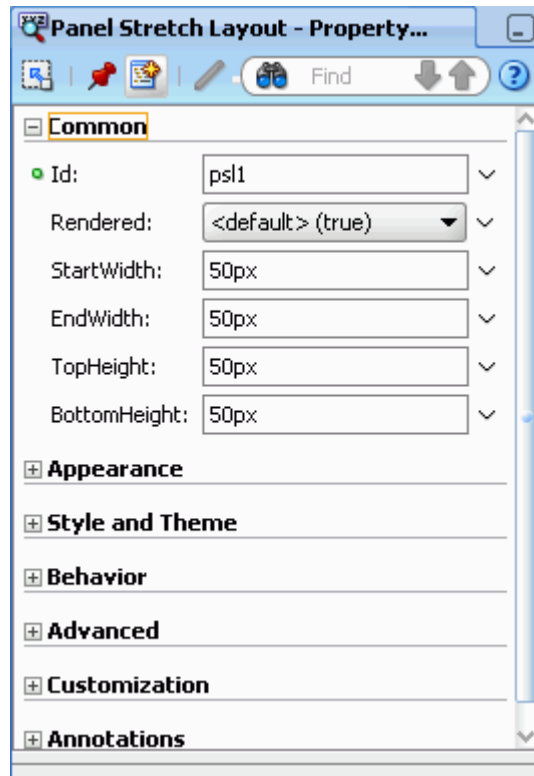 Panel Stretch Layout - Property...
Find
Common
Id: psl1
Rendered: <default> (true)
StartWidth: 50px
EndWidth: 50px
TopHeight: 50px
BottomHeight: 50px
Appearance
Style and Theme
Behavior
Advanced
Customization
Annotations